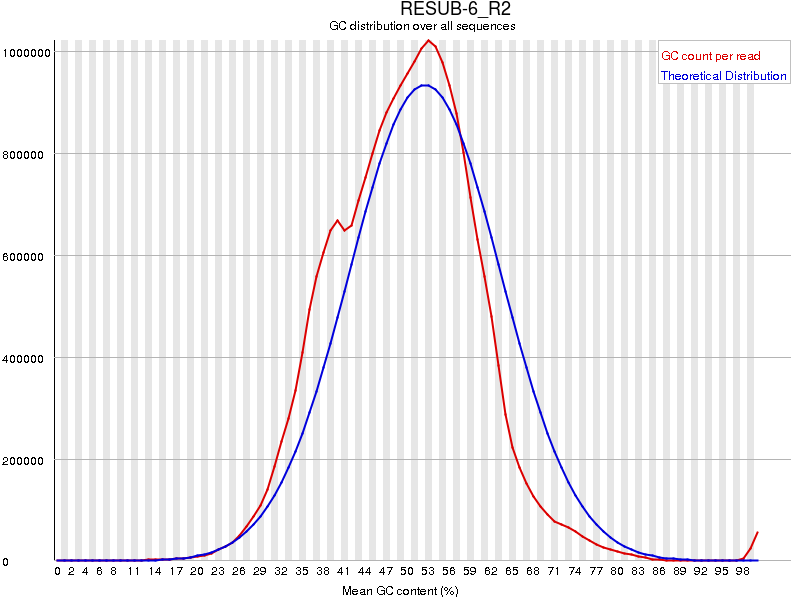 RESUB-6_R2
GC distribution over all sequences
GC count per read
Theoretical Distribution
1000000
800000
600000
400000
200000
0
0 2 4 6 8 11 14 17 20 23 26 29 32 35 38 41 44 47 50 53 56 59 62 65 68 71 74 77 80 83 86 89 92 95 98
Mean GC content (%)